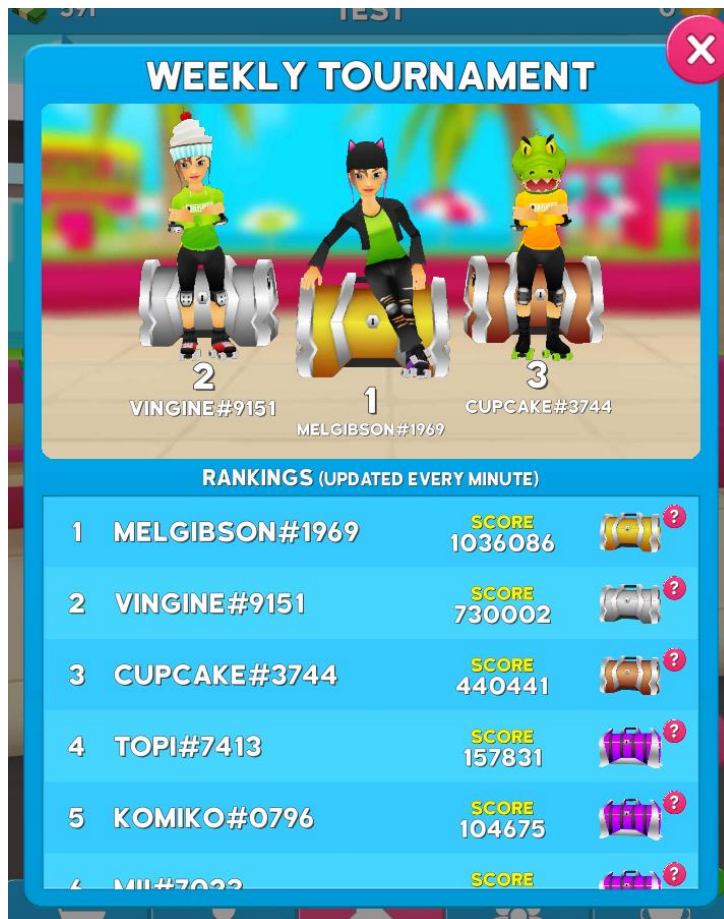 TEST
WEEKLY TOURNAMENT
2
VINGINE#9151
1
MELGIBSON#1969
3
CUPCAKE#3744
RANKINGS (UPDATED EVERY MINUTE)
1 MELGIBSON#1969 SCORE 1036086 ?
2 VINGINE#9151 SCORE 730002 ?
3 CUPCAKE#3744 SCORE 440441 ?
4 TOPI#7413 SCORE 157831 ?
5 KOMIKO#0796 SCORE 104675 ?
6 SCORE ?